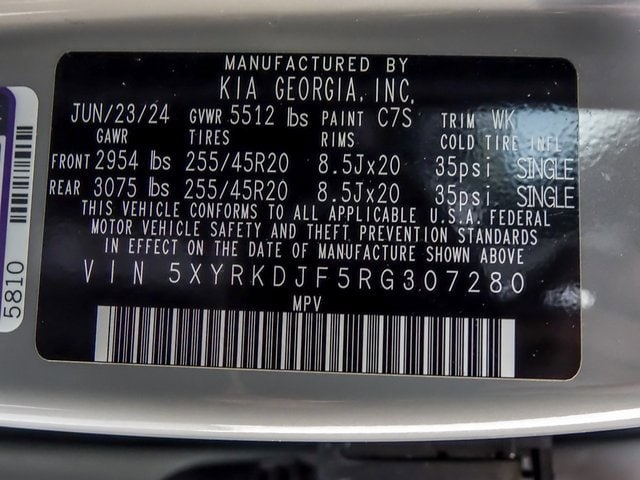 MANUFACTURED BY
KIA GEORGIA, INC.
JUN/23/24 GVWR 5512 lbs PAINT C7S TRIM WK
GAWR TIRES RIMS COLD TIRE INFL
FRONT 2954 lbs 255/45R20 8.5Jx20 35psi SINGLE
REAR 3075 lbs 255/45R20 8.5Jx20 35psi SINGLE
THIS VEHICLE CONFORMS TO ALL APPLICABLE U.S.A. FEDERAL
MOTOR VEHICLE SAFETY AND THEFT PREVENTION STANDARDS
IN EFFECT ON THE DATE OF MANUFACTURE SHOWN ABOVE
VIN 5XYRKDJF5RG307280
MPV
5810